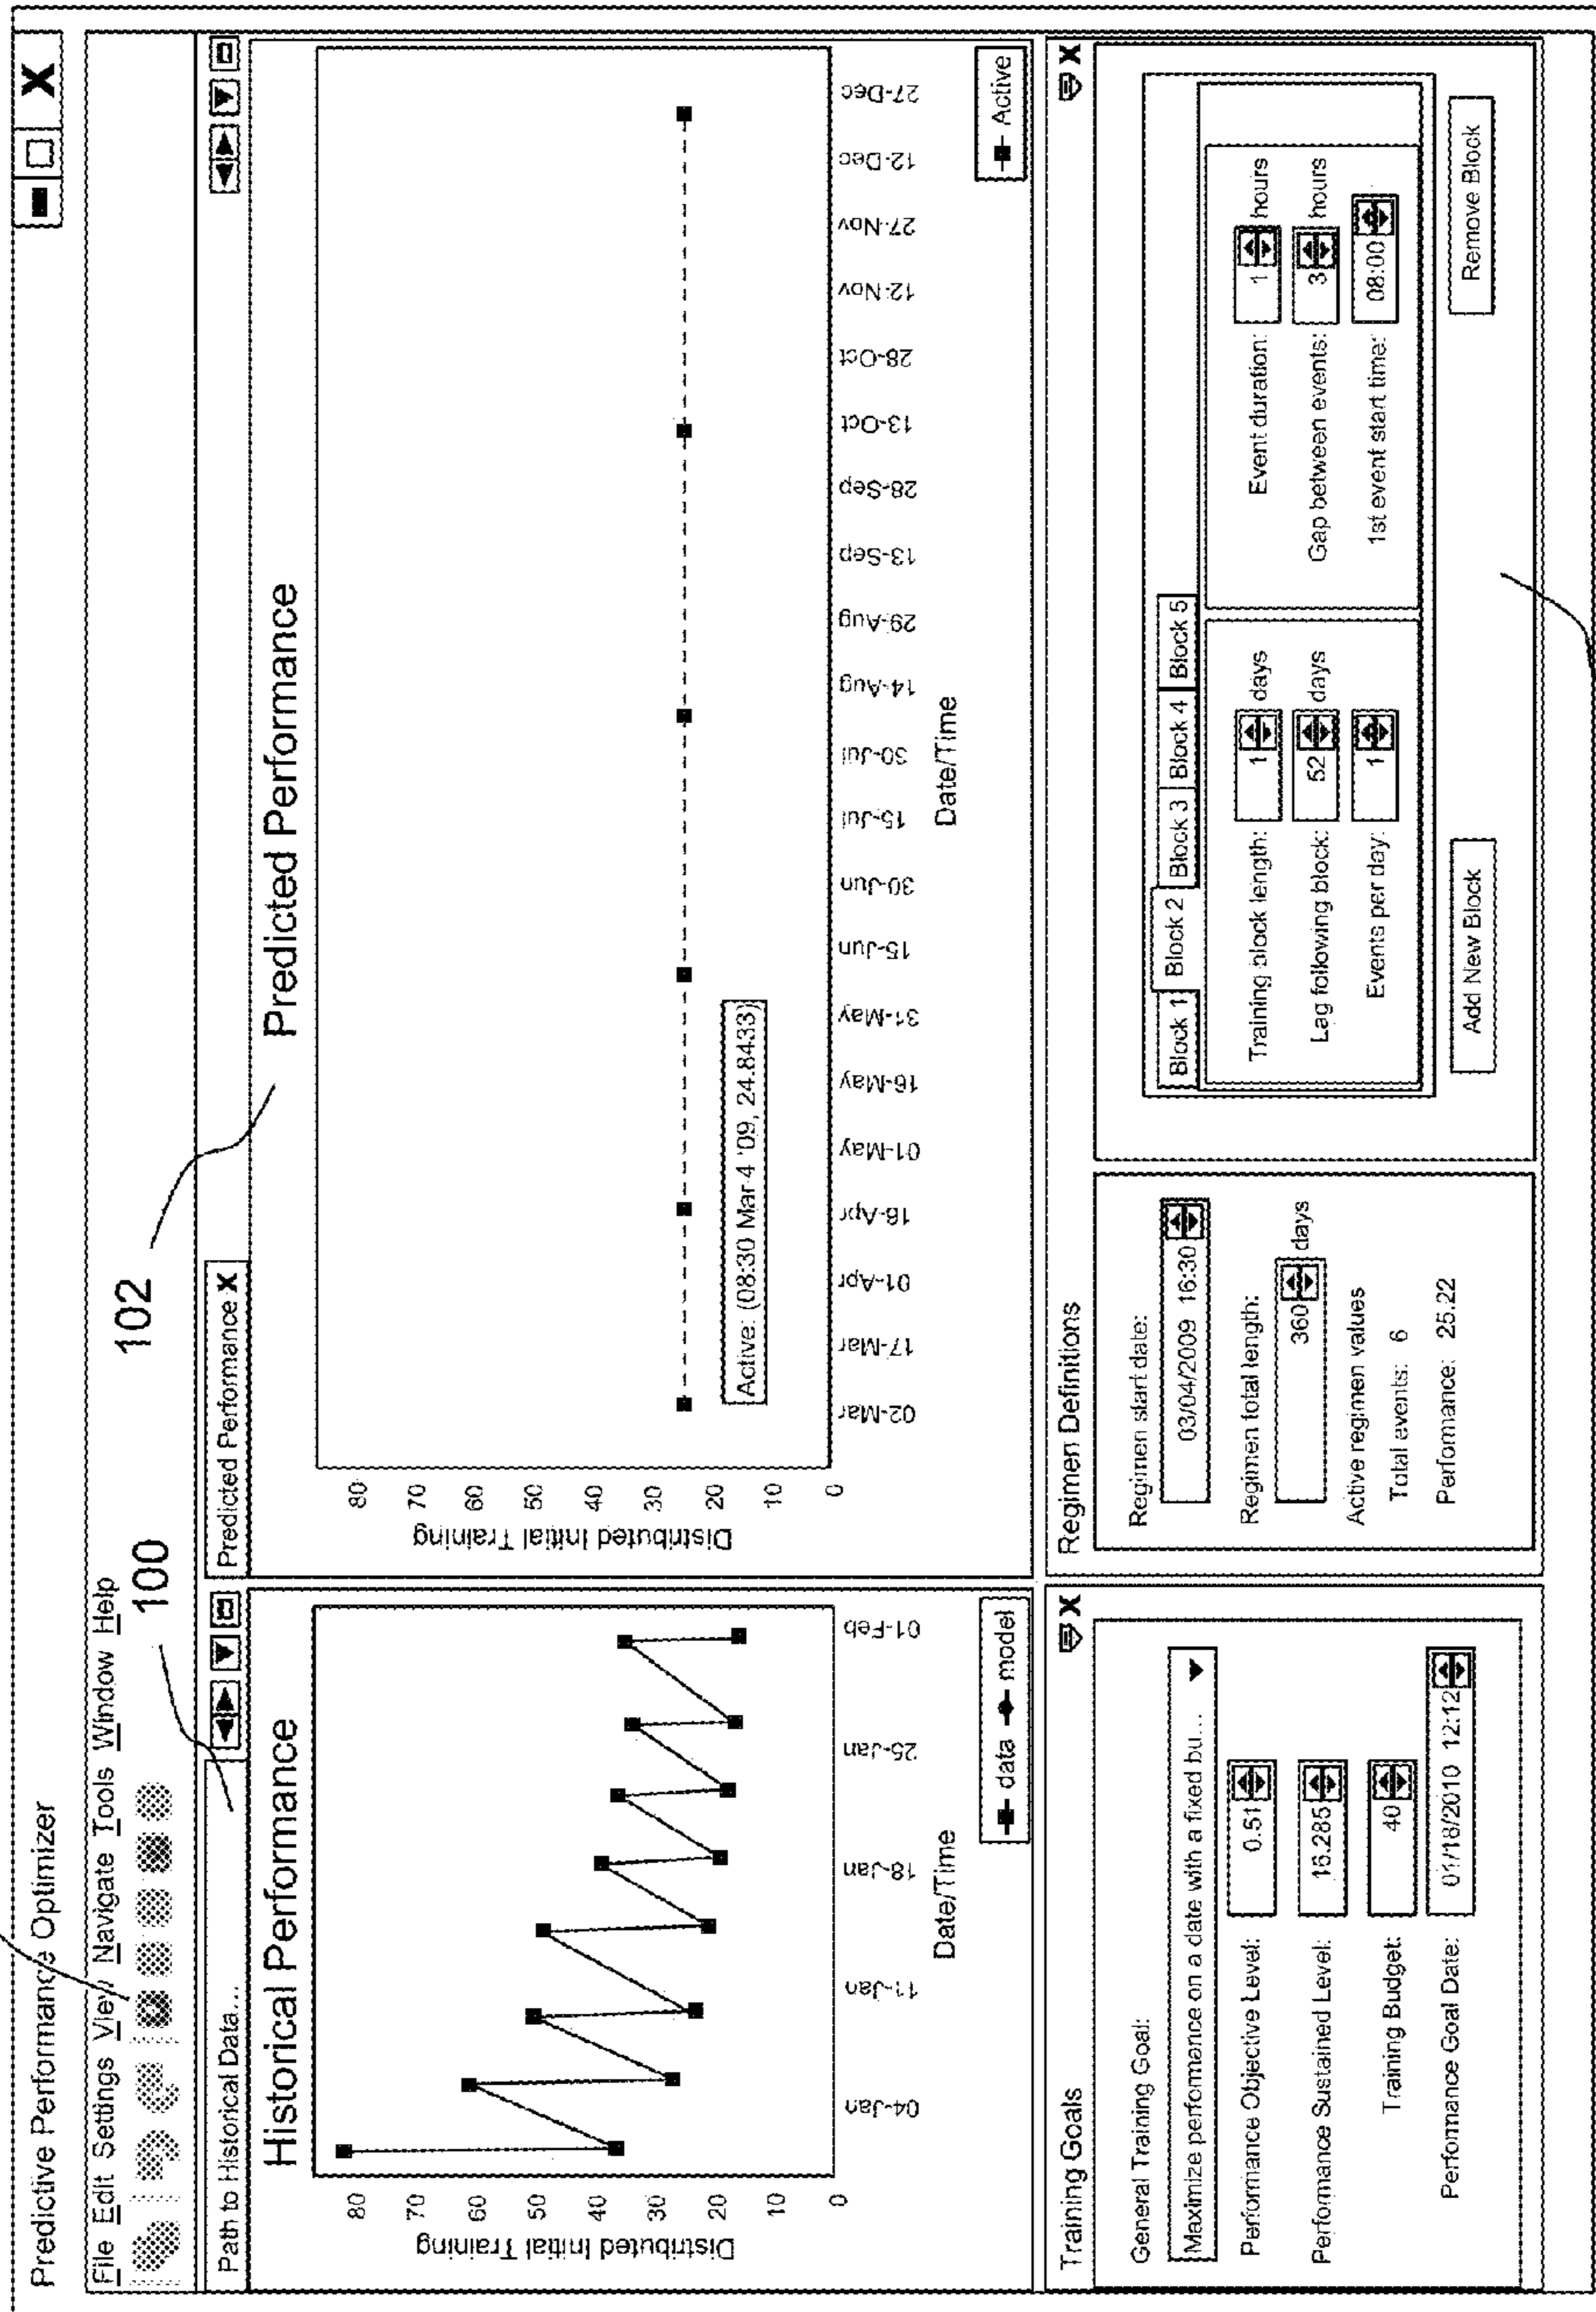 Predictive Performance Optimizer
X
File Edit Settings View Navigate Tools Window Help
100
102
Path to Historical Data...
Predicted Performance X
Historical Performance
Distributed Initial Training
80
70
60
50
40
30
20
10
0
04-Jan
11-Jan
18-Jan
25-Jan
01-Feb
Date/Time
data model
Predicted Performance
Distributed Initial Training
80
70
60
50
40
30
20
10
0
Active: (08:30 Mar 4 '09, 24.8433)
02-Mar
17-Mar
01-Apr
16-Apr
01-May
16-May
31-May
15-Jun
30-Jun
15-Jul
30-Jul
14-Aug
29-Aug
13-Sep
28-Sep
13-Oct
28-Oct
12-Nov
27-Nov
12-Dec
27-Dec
Date/Time
Active
Training Goals
X
General Training Goal:
Maximize performance on a date with a fixed bu...
Performance Objective Level: 0.51
Performance Sustained Level: 16.285
Training Budget: 40
Performance Goal Date: 01/18/2010 12:12
Regimen Definitions
X
Regimen start date:
03/04/2009 16:30
Regimen total length:
360 days
Active regimen values
Total events: 6
Performance: 25.22
Block 1 Block 2 Block 3 Block 4 Block 5
Training block length: 1 days
Lag following block: 52 days
Events per day: 1
Event duration: 1 hours
Gap between events: 3 hours
1st event start time: 08:00
Add New Block
Remove Block